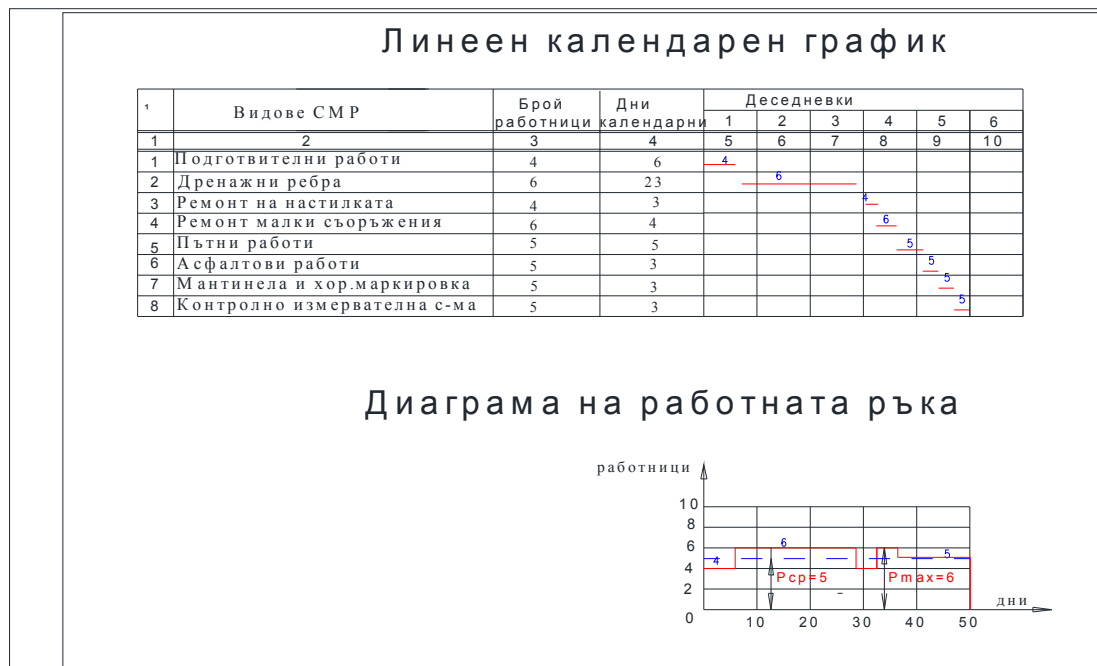 Линеен календарен график
1 Видове СМР Брой работници Дни календарни Деседневки
1 2 3 4 5 6
1 2 3 4 5 6 7 8 9 10
1 Подготвителни работи 4 6 4
2 Дренажни ребра 6 23 6
3 Ремонт на настилката 4 3 4
4 Ремонт малки съоръжения 6 4 6
5 Пътни работи 5 5 5
6 Асфалтови работи 5 3 5
7 Мантинела и хор.маркировка 5 3 5
8 Контролно измервателна с-ма 5 3 5
Диаграма на работната ръка
работници
10
8
6 6 5
4 4
Pср=5 Pmax=6
2
дни
0 10 20 30 40 50